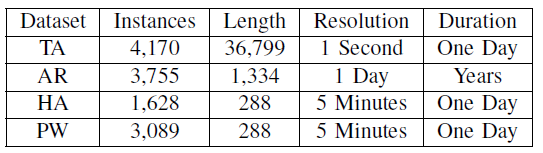 Dataset Instances Length Resolution Duration
TA 4,170 36,799 1 Second One Day
AR 3,755 1,334 1 Day Years
HA 1,628 288 5 Minutes One Day
PW 3,089 288 5 Minutes One Day